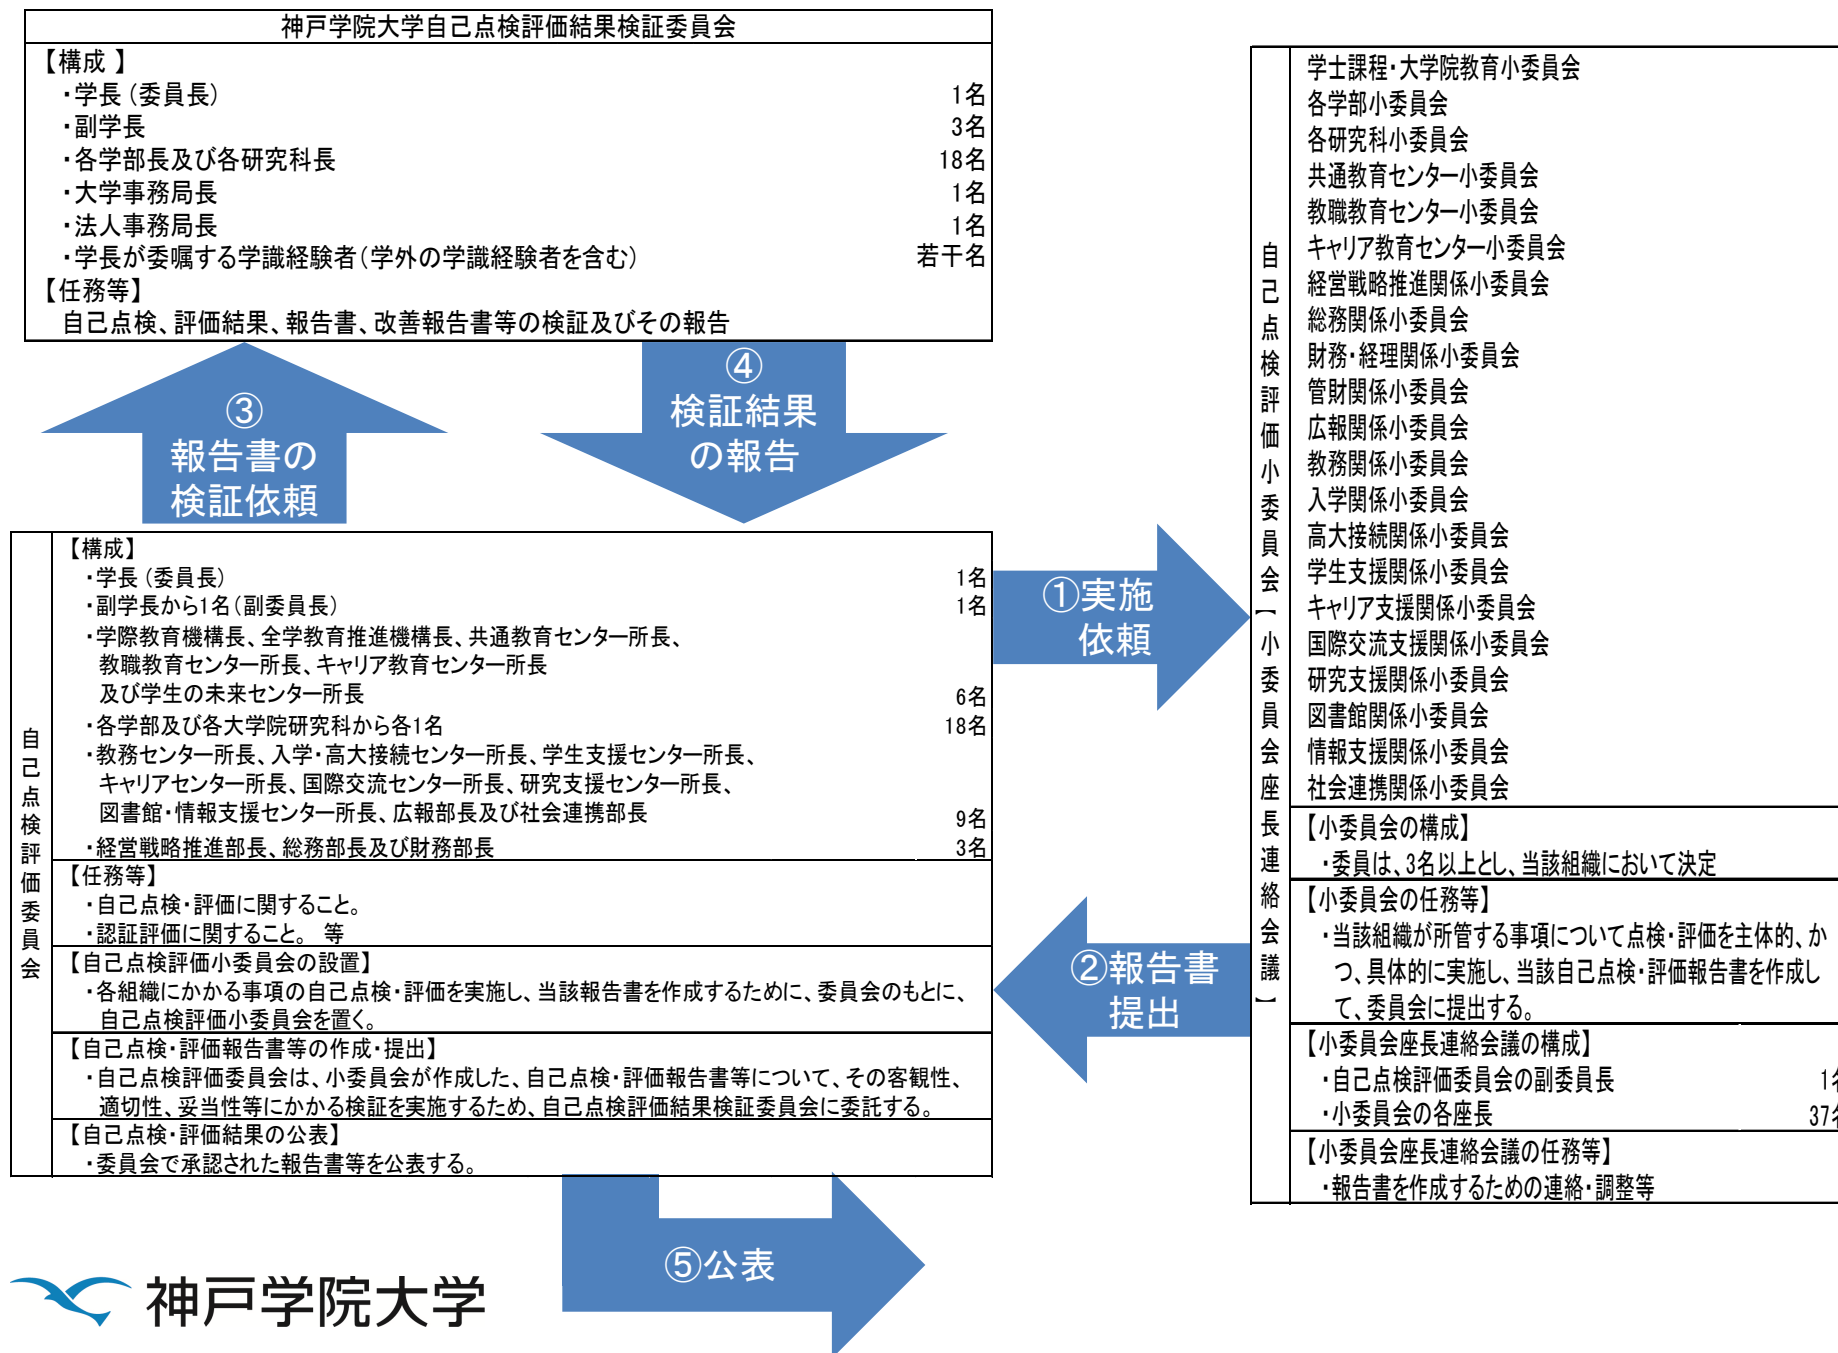 神戸学院大学自己点検評価結果検証委員会
【構成 】
・学長（委員長） 1名
・副学長 3名
・各学部長及び各研究科長 18名
・大学事務局長 1名
・法人事務局長 1名
・学長が委嘱する学識経験者（学外の学識経験者を含む） 若干名
【任務等】
自己点検、評価結果、報告書、改善報告書等の検証及びその報告
③
報告書の
検証依頼
④
検証結果
の報告
自己点検評価委員会
【構成】
・学長（委員長） 1名
・副学長から1名（副委員長） 1名
・学際教育機構長、全学教育推進機構長、共通教育センター所長、
教職教育センター所長、キャリア教育センター所長
及び学生の未来センター所長 6名
・各学部及び各大学院研究科から各1名 18名
・教務センター所長、入学・高大接続センター所長、学生支援センター所長、
キャリアセンター所長、国際交流センター所長、研究支援センター所長、
図書館・情報支援センター所長、広報部長及び社会連携部長 9名
・経営戦略推進部長、総務部長及び財務部長 3名
【任務等】
・自己点検・評価に関すること。
・認証評価に関すること。 等
【自己点検評価小委員会の設置】
・各組織にかかる事項の自己点検・評価を実施し、当該報告書を作成するために、委員会のもとに、
自己点検評価小委員会を置く。
【自己点検・評価報告書等の作成・提出】
・自己点検評価委員会は、小委員会が作成した、自己点検・評価報告書等について、その客観性、
適切性、妥当性等にかかる検証を実施するため、自己点検評価結果検証委員会に委託する。
【自己点検・評価結果の公表】
・委員会で承認された報告書等を公表する。
①実施
依頼
②報告書
提出
自己点検評価小委員会【小委員会座長連絡会議】
学士課程・大学院教育小委員会
各学部小委員会
各研究科小委員会
共通教育センター小委員会
教職教育センター小委員会
キャリア教育センター小委員会
経営戦略推進関係小委員会
総務関係小委員会
財務・経理関係小委員会
管財関係小委員会
広報関係小委員会
教務関係小委員会
入学関係小委員会
高大接続関係小委員会
学生支援関係小委員会
キャリア支援関係小委員会
国際交流支援関係小委員会
研究支援関係小委員会
図書館関係小委員会
情報支援関係小委員会
社会連携関係小委員会
【小委員会の構成】
・委員は、3名以上とし、当該組織において決定
【小委員会の任務等】
・当該組織が所管する事項について点検・評価を主体的、か
つ、具体的に実施し、当該自己点検・評価報告書を作成し
て、委員会に提出する。
【小委員会座長連絡会議の構成】
・自己点検評価委員会の副委員長 1名
・小委員会の各座長 37名
【小委員会座長連絡会議の任務等】
・報告書を作成するための連絡・調整等
⑤公表
神戸学院大学